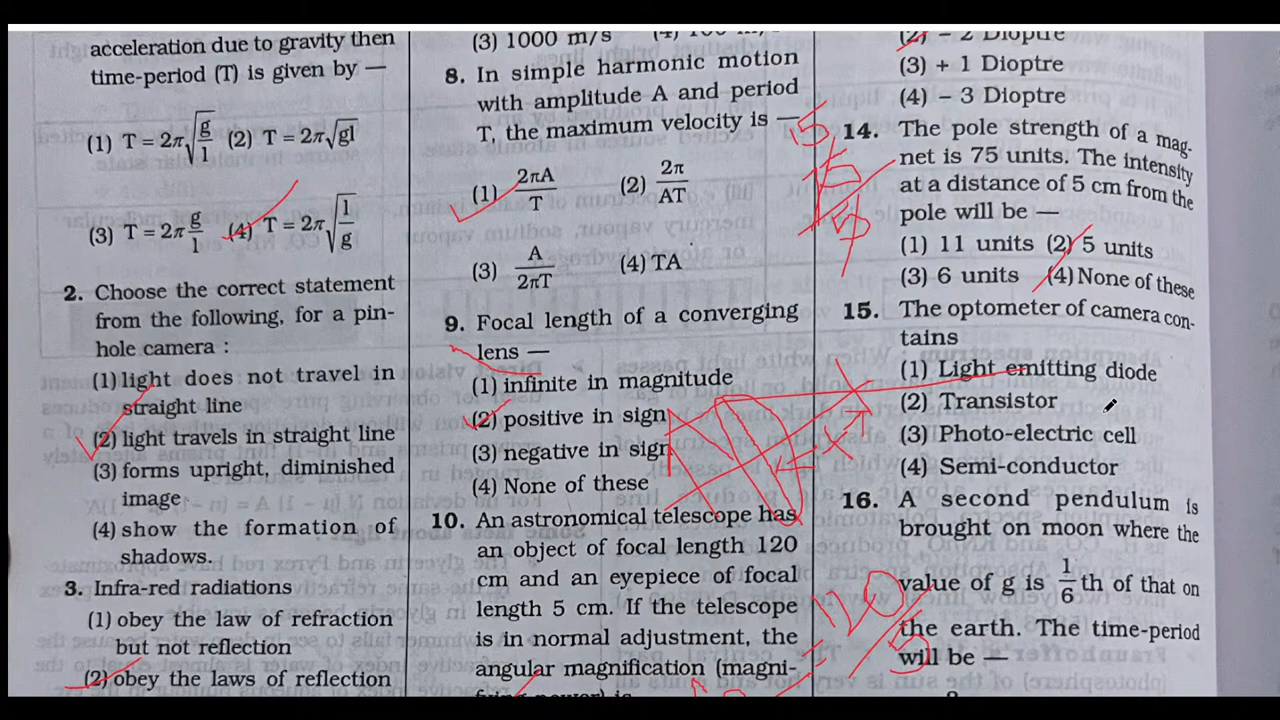 acceleration due to gravity then
time-period (T) is given by —
(1) T = 2π√g/l (2) T = 2π√gl
(3) T = 2π g/l (4) T = 2π√l/g
2. Choose the correct statement
from the following, for a pin-
hole camera :
(1) light does not travel in
straight line
(2) light travels in straight line
(3) forms upright, diminished
image
(4) show the formation of
shadows.
3. Infra-red radiations
(1) obey the law of refraction
but not reflection
(2) obey the laws of reflection
(3) 1000 m/s
8. In simple harmonic motion
with amplitude A and period
T, the maximum velocity is —
(1) 2πA/T (2) 2π/AT
(3) A/2πT (4) TA
9. Focal length of a converging
lens —
(1) infinite in magnitude
(2) positive in sign
(3) negative in sign
(4) None of these
10. An astronomical telescope has
an object of focal length 120
cm and an eyepiece of focal
length 5 cm. If the telescope
is in normal adjustment, the
angular magnification (magni-
fying power) is
(2) – 2 Dioptre
(3) + 1 Dioptre
(4) – 3 Dioptre
14. The pole strength of a mag-
net is 75 units. The intensity
at a distance of 5 cm from the
pole will be —
(1) 11 units (2) 5 units
(3) 6 units (4) None of these
15. The optometer of camera con-
tains
(1) Light emitting diode
(2) Transistor
(3) Photo-electric cell
(4) Semi-conductor
16. A second pendulum is
brought on moon where the
value of g is 1/6 th of that on
the earth. The time-period
will be —
120
5